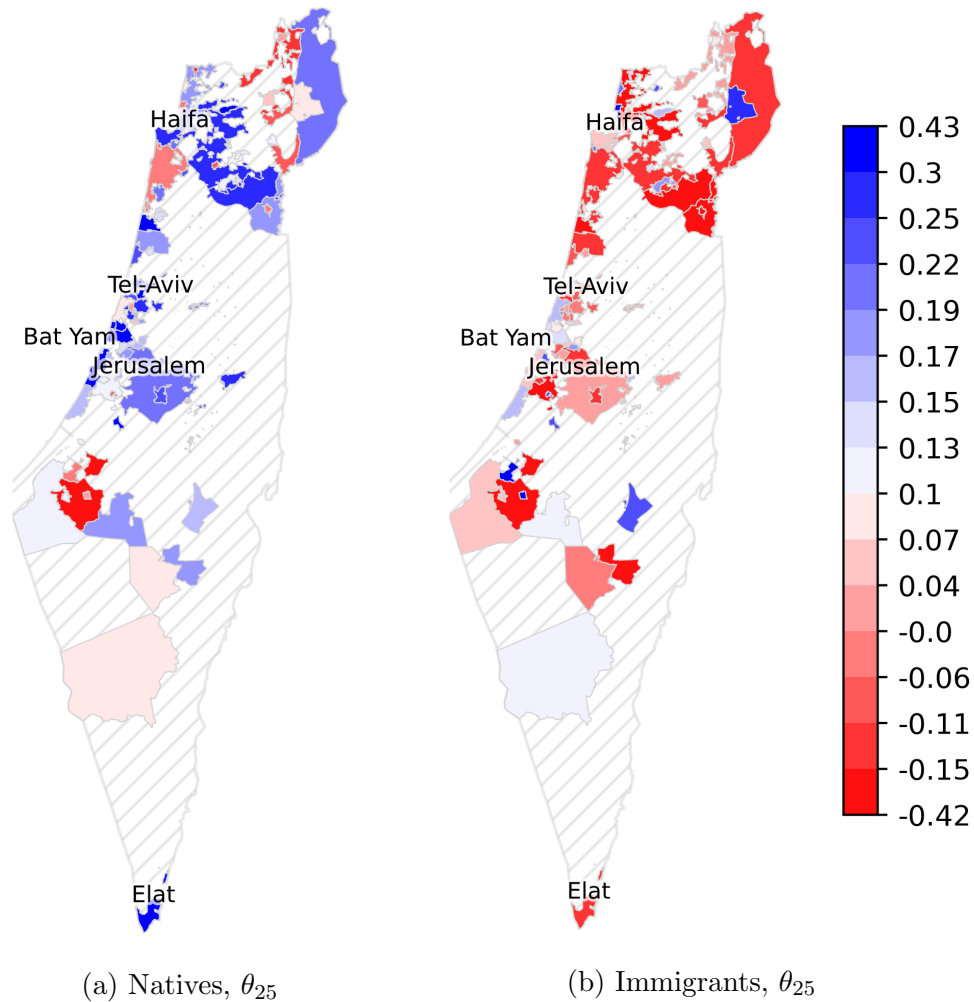 Haifa
Tel-Aviv
Bat Yam
Jerusalem
Elat
(a) Natives, θ25
Haifa
Tel-Aviv
Bat Yam
Jerusalem
Elat
(b) Immigrants, θ25
0.43
0.3
0.25
0.22
0.19
0.17
0.15
0.13
0.1
0.07
0.04
-0.0
-0.06
-0.11
-0.15
-0.42